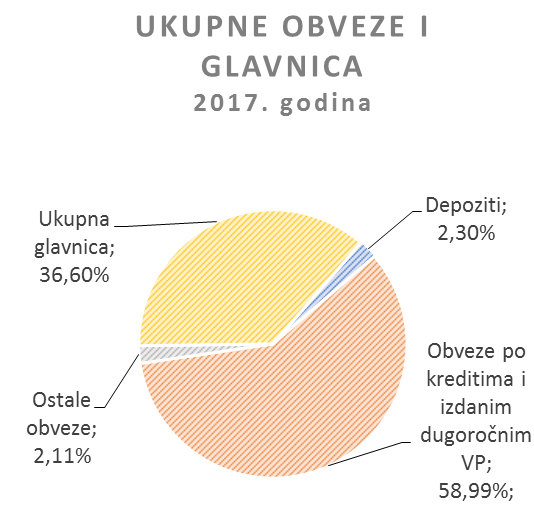 UKUPNE OBVEZE I
GLAVNICA
2017. godina
Ukupna
glavnica;
36,60%
Depoziti;
2,30%
Obveze po
kreditima i
izdanim
dugoročnim
VP;
58,99%;
Ostale
obveze;
2,11%